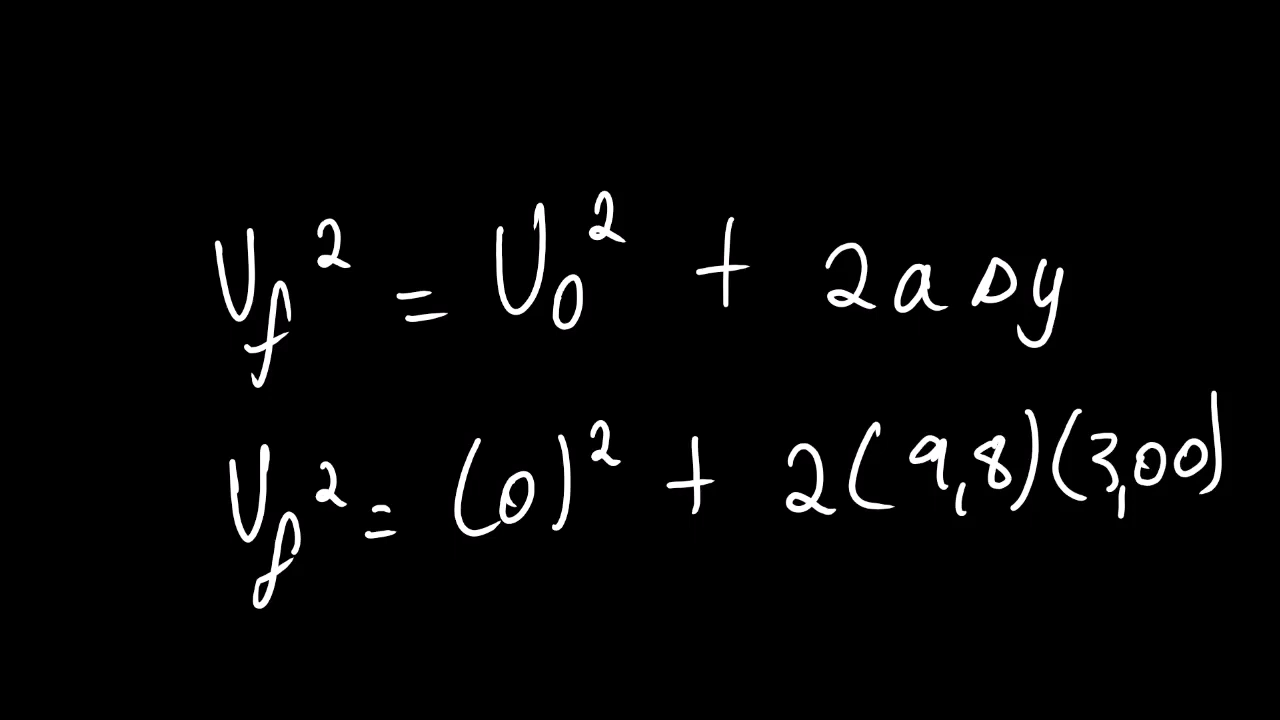 Vf² = V0² + 2aΔy
Vf² = (0)² + 2(9,8)(3,00)